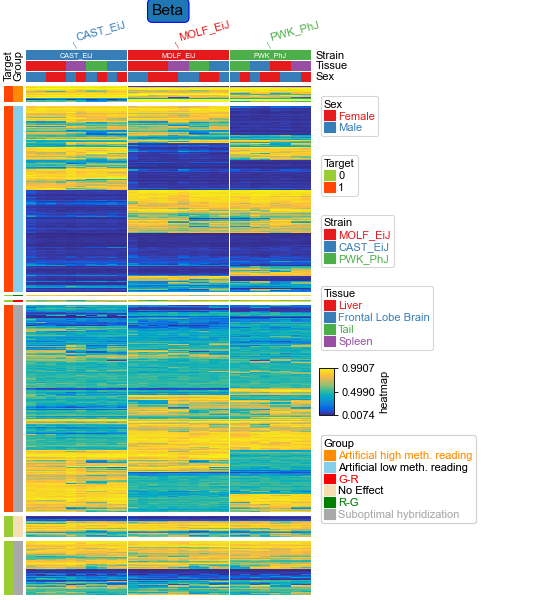 Beta
CAST_EiJ
MOLF_EiJ
PWK_PhJ
Target
Group
CAST_EiJ
MOLF_EiJ
PWK_PhJ
Strain
Tissue
Sex
Sex
Female
Male
Target
0
1
Strain
MOLF_EiJ
CAST_EiJ
PWK_PhJ
Tissue
Liver
Frontal Lobe Brain
Tail
Spleen
0.9907
0.4990
0.0074
heatmap
Group
Artificial high meth. reading
Artificial low meth. reading
G-R
No Effect
R-G
Suboptimal hybridization